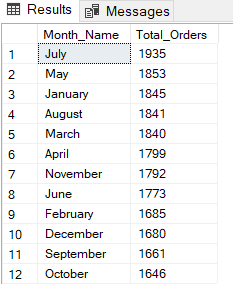 Results Messages
Month_Name Total_Orders
1 July 1935
2 May 1853
3 January 1845
4 August 1841
5 March 1840
6 April 1799
7 November 1792
8 June 1773
9 February 1685
10 December 1680
11 September 1661
12 October 1646